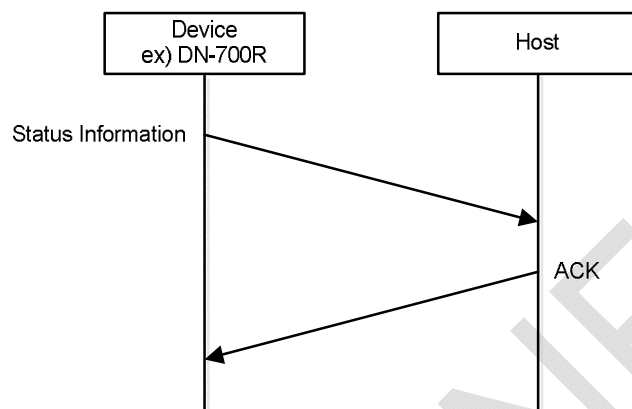 Device
ex) DN-700R
Host
Status Information
ACK